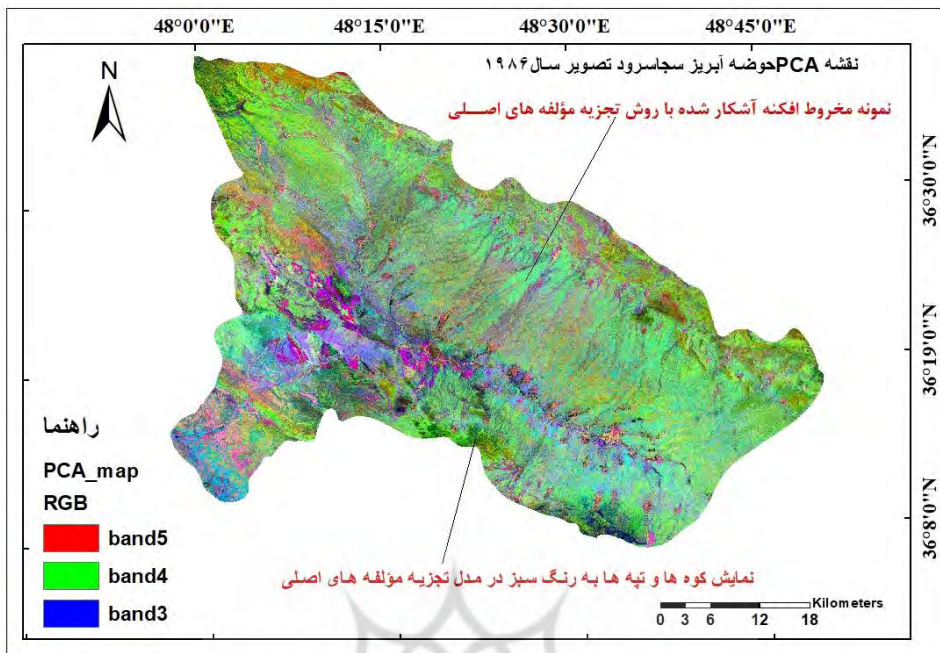 48°0'0"E 48°15'0"E 48°30'0"E 48°45'0"E
نقشه PCAحوضه آبریز سجاسرود تصویر سال۱۹۸۶
نمونه مخروط افکنه آشکار شده با روش تجزیه مؤلفه های اصـــلی
N
36°30'0"N
36°19'0"N
36°8'0"N
راهنما
PCA_map
RGB
band5
band4
band3
نمایش کوه ها و تپه ها به رنگ سبز در مدل تجزیه مؤلفه های اصلی
Kilometers
0 3 6 12 18